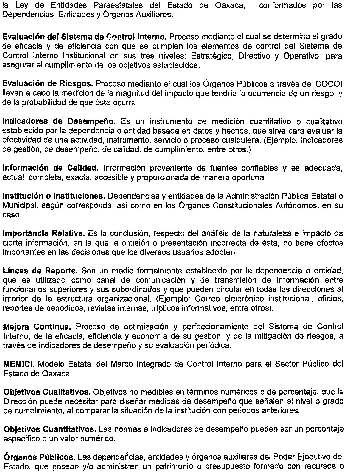 la Ley de Entidades Paraestatales del Estado de Oaxaca, conformados por las
Dependencias, Entidades y Órganos Auxiliares.
Evaluación del Sistema de Control Interno. Proceso mediante el cual se determina el grado
de eficacia y de eficiencia con que se cumplen los elementos de control del Sistema de
Control Interno Institucional en sus tres niveles: Estratégico, Directivo y Operativo para
asegurar el cumplimiento de los objetivos establecidos.
Evaluación de Riesgos. Proceso mediante el cual los Órganos Públicos a través del COCOI
llevan a cabo la medición de la magnitud del impacto que tendría la ocurrencia de un riesgo y
de la probabilidad de que éste ocurra.
Indicadores de Desempeño. Es un instrumento de medición cuantitativo o cualitativo
establecido por la dependencia o entidad basada en datos y hechos, que sirve para evaluar la
efectividad de una actividad, instrumento, servicio o proceso cualquiera. (Ejemplo: Indicadores
de gestión, de desempeño, de calidad, de cumplimiento, entre otros.)
Información de Calidad. Información proveniente de fuentes confiables y es adecuada,
actual, completa, exacta, accesible y proporcionada de manera oportuna.
Institución o Instituciones. Dependencias y entidades de la Administración Pública Estatal o
Municipal, según corresponda, así como en los Órganos Constitucionales Autónomos, en su
caso.
Importancia Relativa. Es la conclusión, respecto del análisis de la naturaleza e impacto de
cierta información, en la que la omisión o presentación incorrecta de ésta, no tiene efectos
importantes en las decisiones que los diversos usuarios adopten.
Líneas de Reporte. Son un medio formalmente establecido por la dependencia o entidad,
que es utilizado como canal de comunicación y de transmisión de información entre
funcionarios superiores y sus subordinados y que pueden circular en todas las direcciones al
interior de la estructura organizacional. (Ejemplo: Correo electrónico institucional, oficios,
reportes de periódicos, revistas internas, trípticos informativos, entre otros).
Mejora Continua. Proceso de optimización y perfeccionamiento del Sistema de Control
Interno, de la eficacia, eficiencia y economía de su gestión, y de la mitigación de riesgos, a
través de indicadores de desempeño y su evaluación periódica.
MEMICI. Modelo Estatal del Marco Integrado de Control Interno para el Sector Público del
Estado de Oaxaca.
Objetivos Cualitativos. Objetivos no medibles en términos numéricos o de porcentaje, que la
Dirección puede necesitar para diseñar medidas de desempeño que señalen el nivel o grado
de cumplimiento, al comparar la situación de la institución con periodos anteriores.
Objetivos Cuantitativos. Las normas e indicadores de desempeño pueden ser un porcentaje
específico o un valor numérico.
Órganos Públicos. Las dependencias, entidades y órganos auxiliares del Poder Ejecutivo del
Estado, que posean y/o administren un patrimonio o presupuesto formado con recursos o